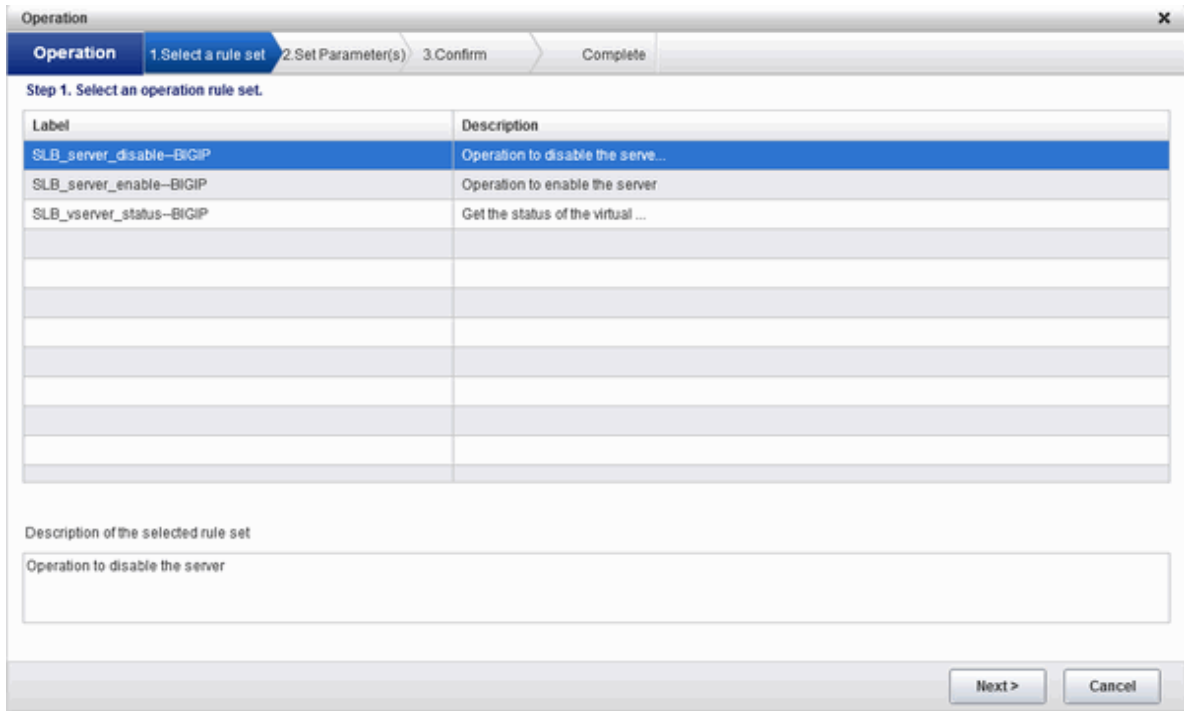 Operation
Operation 1.Select a rule set 2.Set Parameter(s) 3.Confirm Complete
Step 1. Select an operation rule set.
Label Description
SLB_server_disable--BIGIP Operation to disable the serve...
SLB_server_enable--BIGIP Operation to enable the server
SLB_vserver_status--BIGIP Get the status of the virtual ...
Description of the selected rule set
Operation to disable the server
Next > Cancel